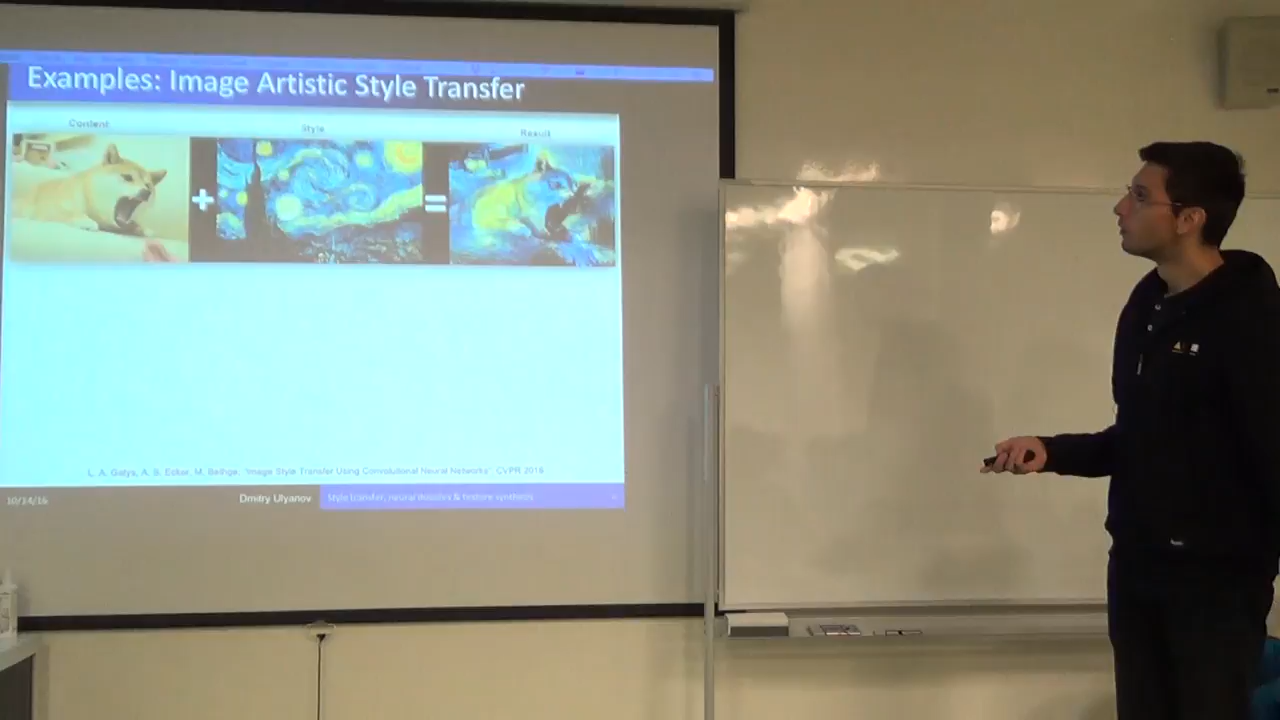 Examples: Image Artistic Style Transfer
Content
Style
Result
+
=
L. A. Gatys, A. S. Ecker, M. Bethge, "Image Style Transfer Using Convolutional Neural Networks" CVPR 2016
10/14/16
Dmitry Ulyanov
Style transfer, neural doodles & texture synthesis